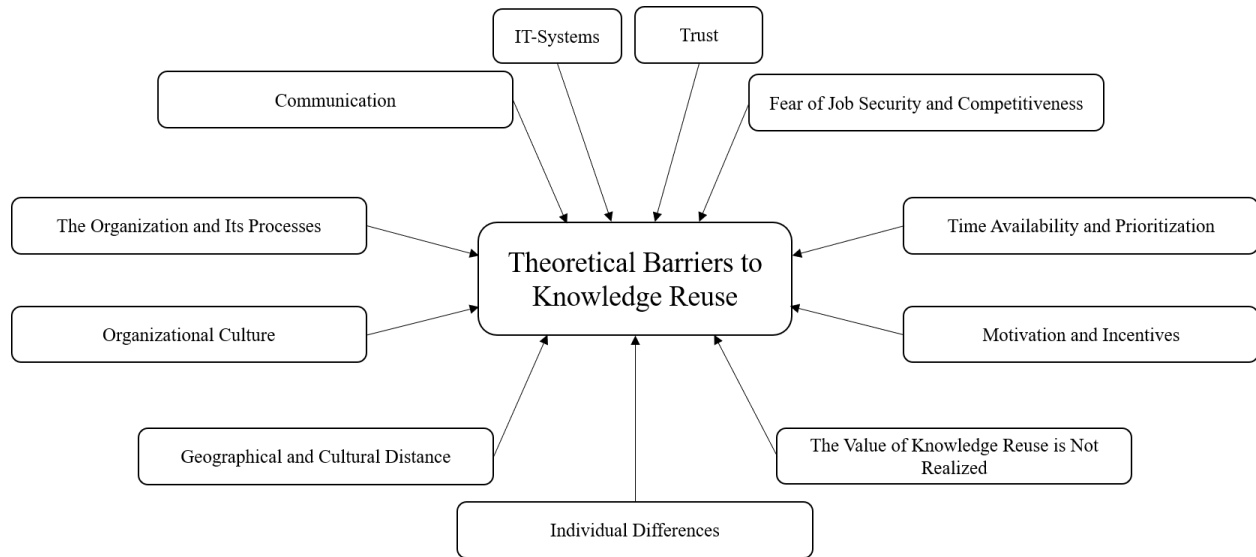 IT-Systems
Trust
Communication
Fear of Job Security and Competitiveness
The Organization and Its Processes
Time Availability and Prioritization
Theoretical Barriers to
Knowledge Reuse
Organizational Culture
Motivation and Incentives
Geographical and Cultural Distance
The Value of Knowledge Reuse is Not
Realized
Individual Differences